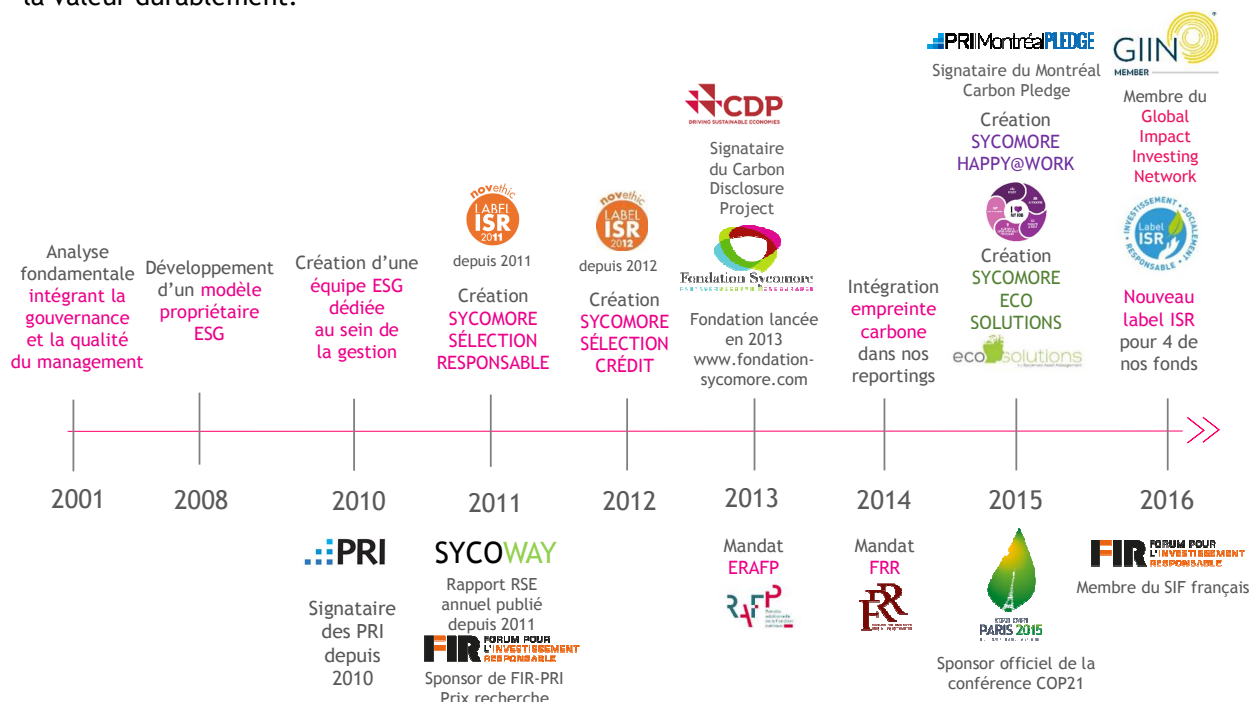 la valeur durablement.
Analyse
fondamentale
intégrant la
gouvernance
et la qualité
du management
2001
Développement
d'un modèle
propriétaire
ESG
2008
Création d'une
équipe ESG
dédiée
au sein de
la gestion
2010
PRI
Signataire
des PRI
depuis
2010
novethic
LABEL
ISR
2011
depuis 2011
Création
SYCOMORE
SÉLECTION
RESPONSABLE
2011
SYCOWAY
Rapport RSE
annuel publié
depuis 2011
FIR FORUM POUR
L'INVESTISSEMENT
RESPONSABLE
Sponsor de FIR-PRI
Prix recherche
novethic
LABEL
ISR
2012
depuis 2012
Création
SYCOMORE
SÉLECTION
CRÉDIT
2012
CDP
DRIVING SUSTAINABLE ECONOMIES
Signataire
du Carbon
Disclosure
Project
Fondation Sycomore
Fondation lancée
en 2013
www.fondation-
sycomore.com
2013
Mandat
ERAFP
RAFP
Intégration
empreinte
carbone
dans nos
reportings
2014
Mandat
FRR
FRR
PRI Montréal PLEDGE
Signataire du Montréal
Carbon Pledge
Création
SYCOMORE
HAPPY@WORK
I
MY JOB
Création
SYCOMORE
ECO
SOLUTIONS
eco solutions
2015
PARIS 2015
Sponsor officiel de la
conférence COP21
GIIN
MEMBER
Membre du
Global
Impact
Investing
Network
INVESTISSEMENT SOCIALEMENT RESPONSABLE
Label
ISR
Nouveau
label ISR
pour 4 de
nos fonds
2016
FIR FORUM POUR
L'INVESTISSEMENT
RESPONSABLE
Membre du SIF français